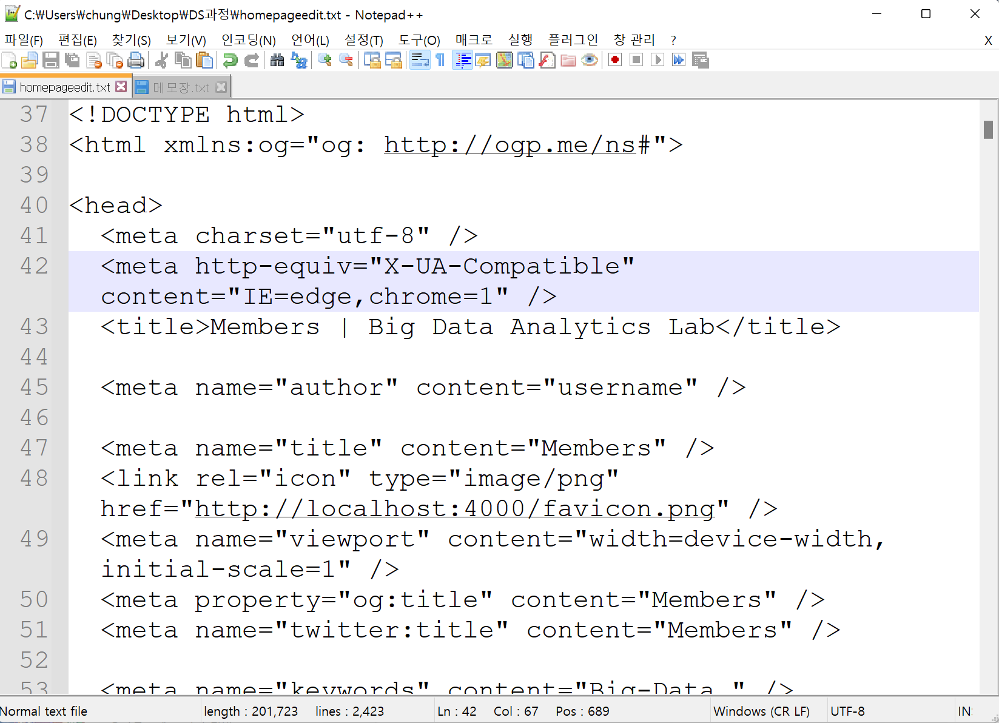 C:₩Users₩chung₩Desktop₩DS과정₩homepageedit.txt - Notepad++
파일(F) 편집(E) 찾기(S) 보기(V) 인코딩(N) 언어(L) 설정(T) 도구(O) 매크로 실행 플러그인 창 관리 ? X
homepageedit.txt 메모장.txt
37 <!DOCTYPE html>
38 <html xmlns:og="og: http://ogp.me/ns#">
39
40 <head>
41 <meta charset="utf-8" />
42 <meta http-equiv="X-UA-Compatible"
content="IE=edge,chrome=1" />
43 <title>Members | Big Data Analytics Lab</title>
44
45 <meta name="author" content="username" />
46
47 <meta name="title" content="Members" />
48 <link rel="icon" type="image/png"
href="http://localhost:4000/favicon.png" />
49 <meta name="viewport" content="width=device-width,
initial-scale=1" />
50 <meta property="og:title" content="Members" />
51 <meta name="twitter:title" content="Members" />
52
53 <meta name="keywords" content="Big-Data " />
Normal text file length : 201,723 lines : 2,423 Ln : 42 Col : 67 Pos : 689 Windows (CR LF) UTF-8 IN